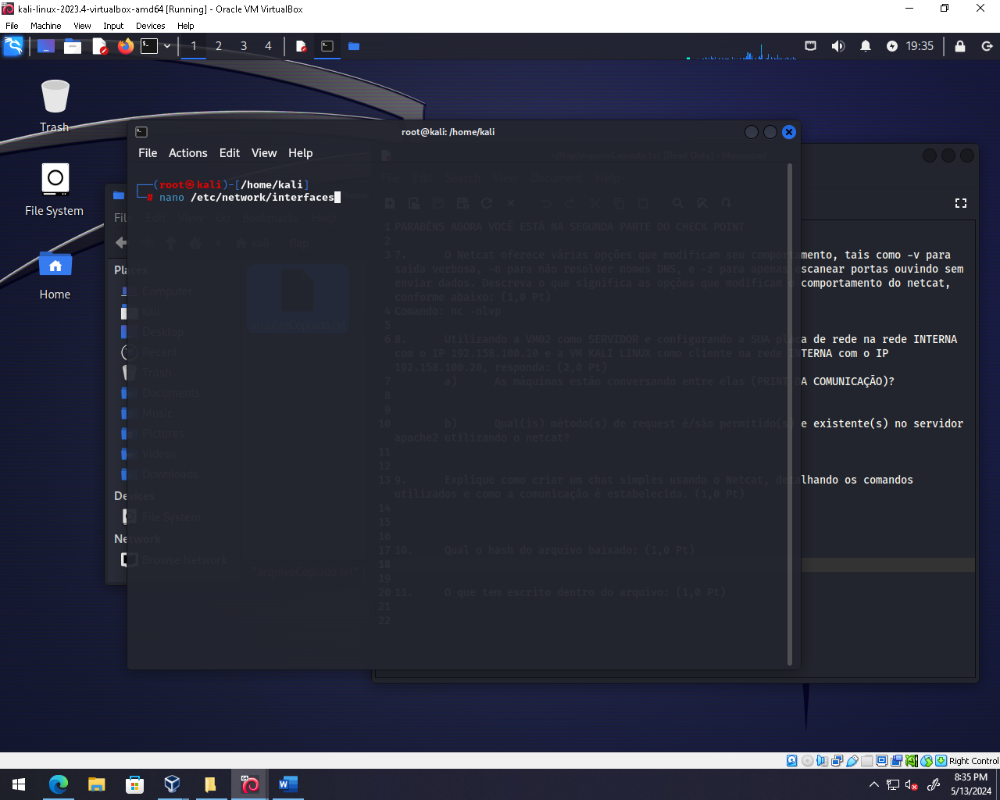 kali-linux-2023.4-virtualbox-amd64 [Running] - Oracle VM VirtualBox
File Machine View Input Devices Help
1 2 3 4 19:35
Trash
File System
Home
root@kali: /home/kali
File Actions Edit View Help
┌──(root㉿kali)-[/home/kali]
└─# nano /etc/network/interfaces
File Edit Search View Document Help
Places
Computer
kali
Desktop
Recent
Trash
Documents
Music
Pictures
Videos
Downloads
Devices
File System
Network
Browse Network
1 PARABÉNS AGORA VOCÊ ESTÁ NA SEGUNDA PARTE DO CHECK POINT
2
3 7. O Netcat oferece várias opções que modificam seu comportamento, tais como -v para
saída verbosa, -n para não resolver nomes DNS, e -z para apenas escanear portas ouvindo sem
enviar dados. Descreva o que significa as opções que modificam o comportamento do netcat,
conforme abaixo: (1,0 Pt)
4 Comando: nc -nlvp
5
6 8. Utilizando a VM02 como SERVIDOR e configurando a SUA placa de rede na rede INTERNA
com o IP 192.158.100.10 e a VM KALI LINUX como cliente na rede INTERNA com o IP
192.158.100.20, responda: (2,0 Pt)
7 a) As máquinas estão conversando entre elas (PRINT DA COMUNICAÇÃO)?
8
9
10 b) Qual(is) método(s) de request é/são permitido(s) e existente(s) no servidor
apache2 utilizando o netcat?
11
12
13 9. Explique como criar um chat simples usando o Netcat, detalhando os comandos
utilizados e como a comunicação é estabelecida. (1,0 Pt)
14
15
16
17 10. Qual o hash do arquivo baixado: (1,0 Pt)
18
19
20 11. O que tem escrito dentro do arquivo: (1,0 Pt)
21
22
Right Control
8:35 PM
5/13/2024